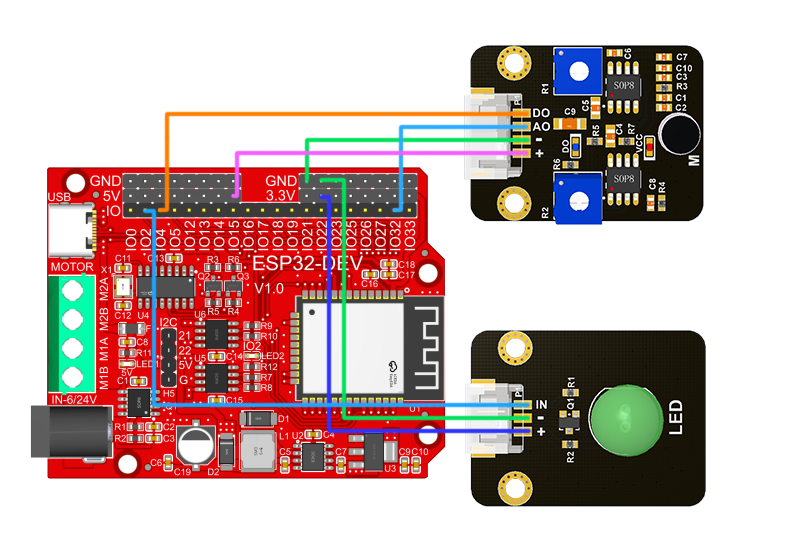 GND
5V
IO
GND
3.3V
USB
IO0
IO2
IO4
IO5
IO12
IO13
IO14
IO15
IO16
IO17
IO18
IO19
IO21
IO22
IO23
IO25
IO26
IO27
IO32
IO33
MOTOR
C11
X1
C13
R3
R6
ESP32-DEV
V1.0
C18
C17
C16
Q2
Q3
R5
R4
C12
U4
M2A
M2B
M1A
M1B
F
I2C
21
22
5V
G
H5
C8
R11
LED1
5V
C1
U6
U5
R9
R10
IO2
LED2
C14
R12
R7
R8
C15
U1
IN-6/24V
R1
R2
C2
C3
C6
C19
D1
D2
L1
U2
C4
C5
C7
U3
C9
C10
C6
R1
SOP8
C7
C10
C3
R3
C1
C2
DO
AO
-
+
C9
C5
R5
C4
R7
DO
VCC
R6
R2
SOP8
C8
R4
M
IN
-
+
R1
Q1
R2
LED